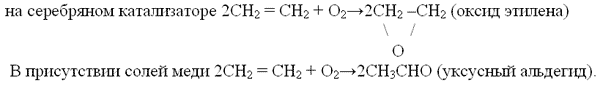 на серебряном катализаторе 2CH₂ = CH₂ + O₂→2CH₂ –CH₂ (оксид этилена)
\ /
O
В присутствии солей меди 2CH₂ = CH₂ + O₂→2CH₃CHO (уксусный альдегид).